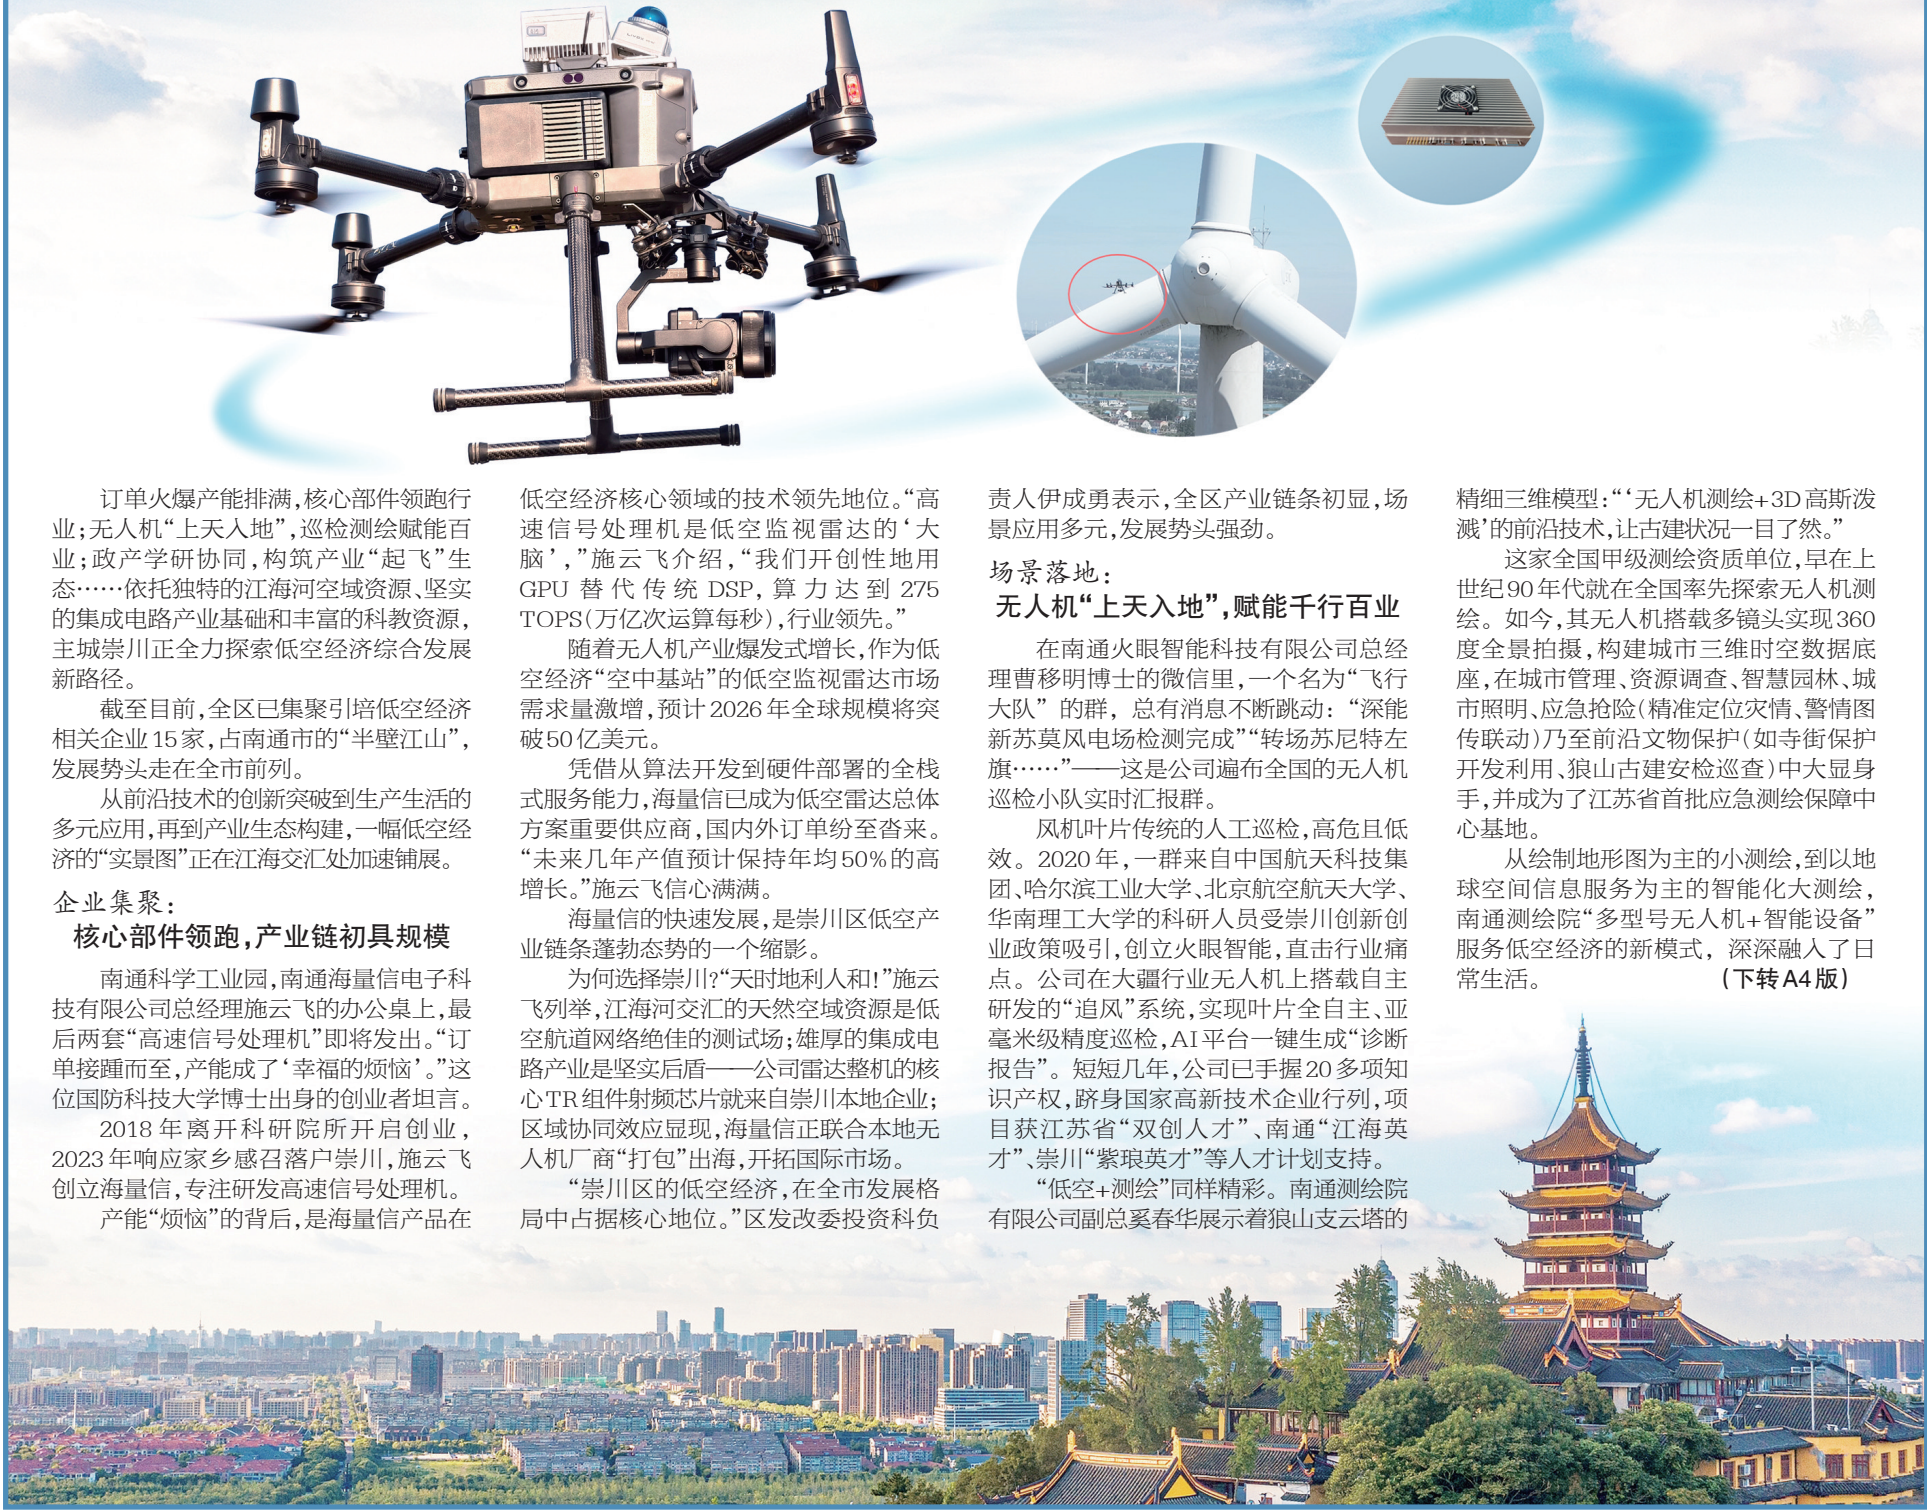 订单火爆产能排满,核心部件领跑行
业;无人机“上天入地”,巡检测绘赋能百
业;政产学研协同,构筑产业“起飞”生
态……依托独特的江海河空域资源、坚实
的集成电路产业基础和丰富的科教资源,
主城崇川正全力探索低空经济综合发展
新路径。
截至目前,全区已集聚引培低空经济
相关企业15家,占南通市的“半壁江山”,
发展势头走在全市前列。
从前沿技术的创新突破到生产生活的
多元应用,再到产业生态构建,一幅低空经
济的“实景图”正在江海交汇处加速铺展。
企业集聚:
核心部件领跑,产业链初具规模
南通科学工业园,南通海量信电子科
技有限公司总经理施云飞的办公桌上,最
后两套“高速信号处理机”即将发出。“订
单接踵而至,产能成了‘幸福的烦恼’。”这
位国防科技大学博士出身的创业者坦言。
2018年离开科研院所开启创业,
2023年响应家乡感召落户崇川,施云飞
创立海量信,专注研发高速信号处理机。
产能“烦恼”的背后,是海量信产品在
低空经济核心领域的技术领先地位。“高
速信号处理机是低空监视雷达的‘大
脑’,”施云飞介绍,“我们开创性地用
GPU替代传统DSP,算力达到275
TOPS(万亿次运算每秒),行业领先。”
随着无人机产业爆发式增长,作为低
空经济“空中基站”的低空监视雷达市场
需求量激增,预计2026年全球规模将突
破50亿美元。
凭借从算法开发到硬件部署的全栈
式服务能力,海量信已成为低空雷达总体
方案重要供应商,国内外订单纷至沓来。
“未来几年产值预计保持年均50%的高
增长。”施云飞信心满满。
海量信的快速发展,是崇川区低空产
业链条蓬勃态势的一个缩影。
为何选择崇川?“天时地利人和!”施云
飞列举,江海河交汇的天然空域资源是低
空航道网络绝佳的测试场;雄厚的集成电
路产业是坚实后盾——公司雷达整机的核
心TR组件射频芯片就来自崇川本地企业;
区域协同效应显现,海量信正联合本地无
人机厂商“打包”出海,开拓国际市场。
“崇川区的低空经济,在全市发展格
局中占据核心地位。”区发改委投资科负
责人伊成勇表示,全区产业链条初显,场
景应用多元,发展势头强劲。
场景落地:
无人机“上天入地”,赋能千行百业
在南通火眼智能科技有限公司总经
理曹移明博士的微信里,一个名为“飞行
大队”的群,总有消息不断跳动:“深能
新苏莫风电场检测完成”“转场苏尼特左
旗……”——这是公司遍布全国的无人机
巡检小队实时汇报群。
风机叶片传统的人工巡检,高危且低
效。2020年,一群来自中国航天科技集
团、哈尔滨工业大学、北京航空航天大学、
华南理工大学的科研人员受崇川创新创
业政策吸引,创立火眼智能,直击行业痛
点。公司在大疆行业无人机上搭载自主
研发的“追风”系统,实现叶片全自主、亚
毫米级精度巡检,AI平台一键生成“诊断
报告”。短短几年,公司已手握20多项知
识产权,跻身国家高新技术企业行列,项
目获江苏省“双创人才”、南通“江海英
才”、崇川“紫琅英才”等人才计划支持。
“低空+测绘”同样精彩。南通测绘院
有限公司副总奚春华展示着狼山支云塔的
精细三维模型:“‘无人机测绘+3D高斯泼
溅’的前沿技术,让古建状况一目了然。”
这家全国甲级测绘资质单位,早在上
世纪90年代就在全国率先探索无人机测
绘。如今,其无人机搭载多镜头实现360
度全景拍摄,构建城市三维时空数据底
座,在城市管理、资源调查、智慧园林、城
市照明、应急抢险(精准定位灾情、警情图
传联动)乃至前沿文物保护(如寺街保护
开发利用、狼山古建安检巡查)中大显身
手,并成为了江苏省首批应急测绘保障中
心基地。
从绘制地形图为主的小测绘,到以地
球空间信息服务为主的智能化大测绘,
南通测绘院“多型号无人机+智能设备”
服务低空经济的新模式,深深融入了日
常生活。 (下转A4版)